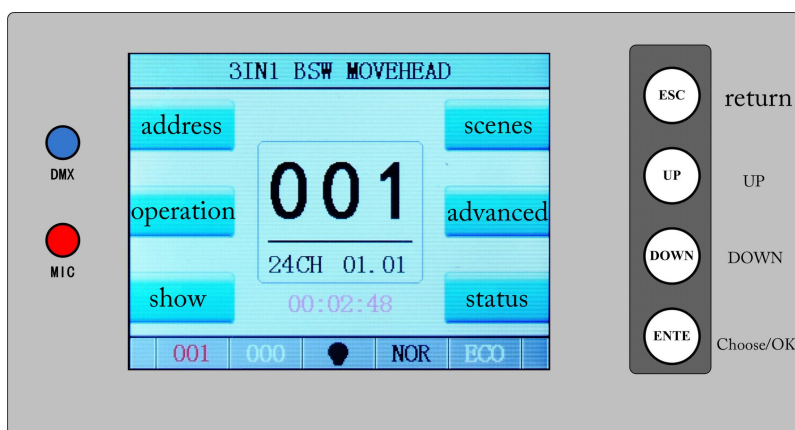 3IN1 BSW MOVEHEAD
address
scenes
001
operation
advanced
24CH 01.01
show
00:02:48
status
001 000 NOR ECO
DMX
MIC
ESC return
UP UP
DOWN DOWN
ENTE Choose/OK